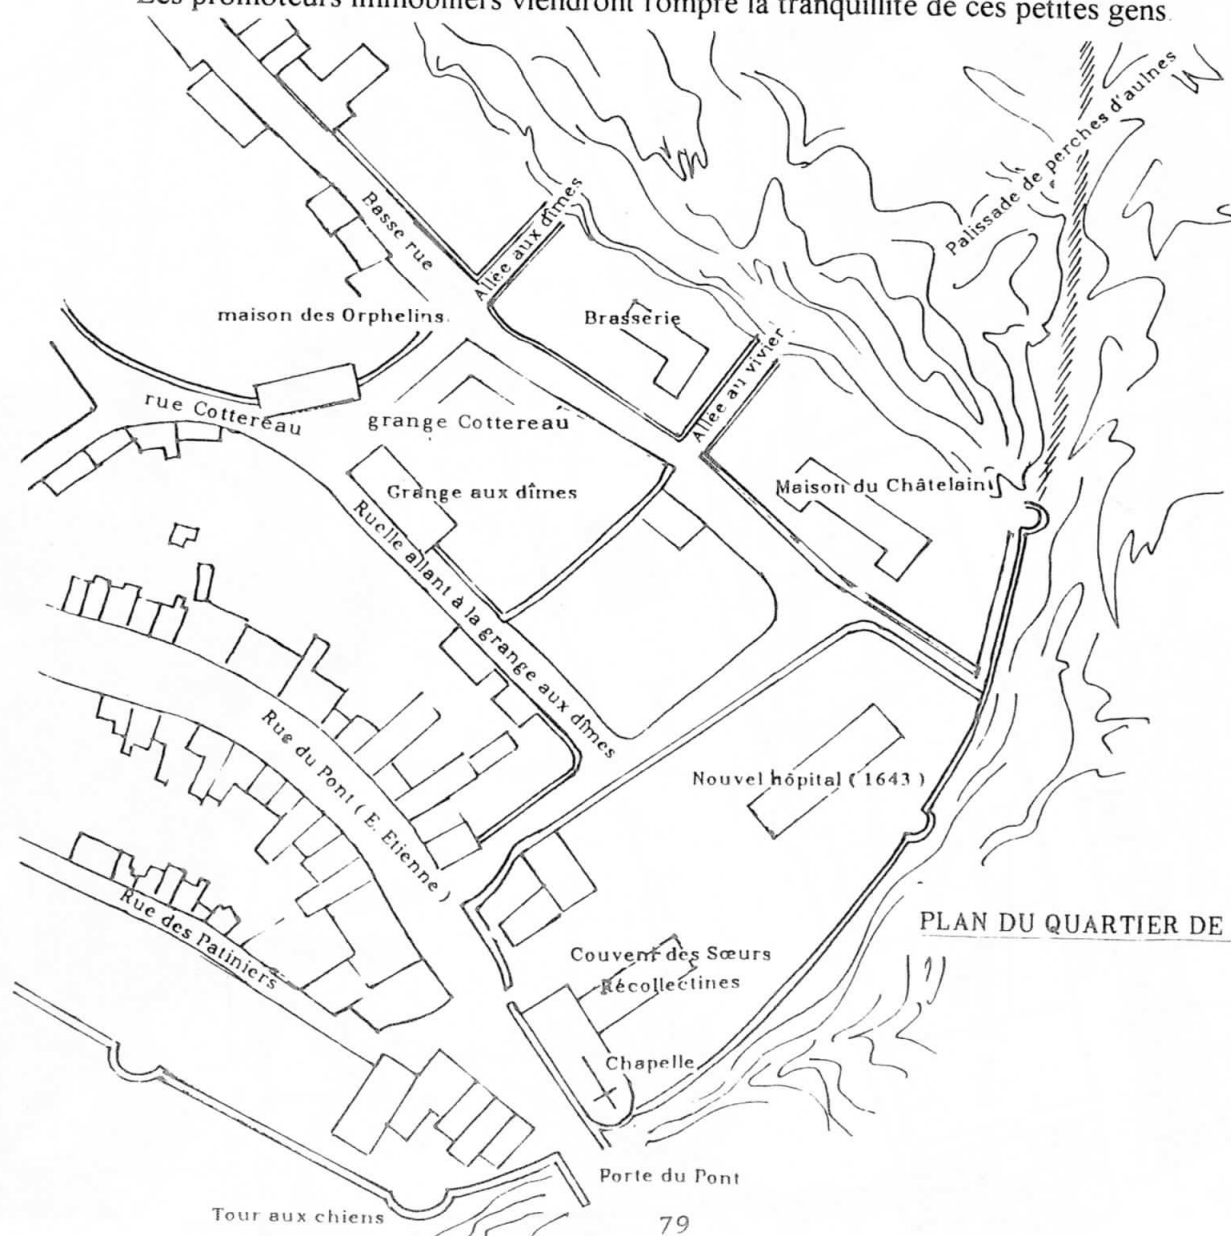 Les promoteurs immobiliers viendront rompre la tranquillité de ces petites gens.
Palissade de perches d'aulnes
Basse rue
Allée aux dîmes
maison des Orphelins.
Brasserie
Allée au vivier
rue Cottereau
grange Cottereau
Grange aux dîmes
Maison du Châtelain
Ruelle allant à la grange aux dîmes
Rue du Pont ( E. Etienne )
Nouvel hôpital ( 1643 )
Rue des Patiniers
PLAN DU QUARTIER DE
Couvent des Sœurs
Récollectines
Chapelle
Porte du Pont
Tour aux chiens
79